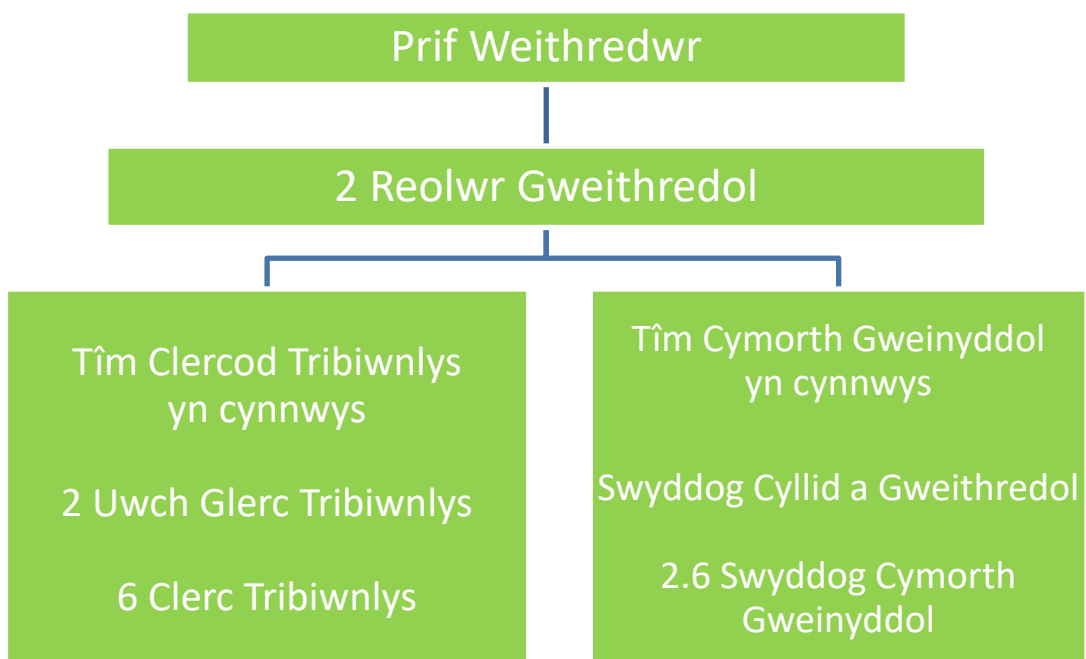 Prif Weithredwr
2 Reolwr Gweithredol
Tîm Clercod Tribiwnlys
yn cynnwys
2 Uwch Glerc Tribiwnlys
6 Clerc Tribiwnlys
Tîm Cymorth Gweinyddol
yn cynnwys
Swyddog Cyllid a Gweithredol
2.6 Swyddog Cymorth
Gweinyddol